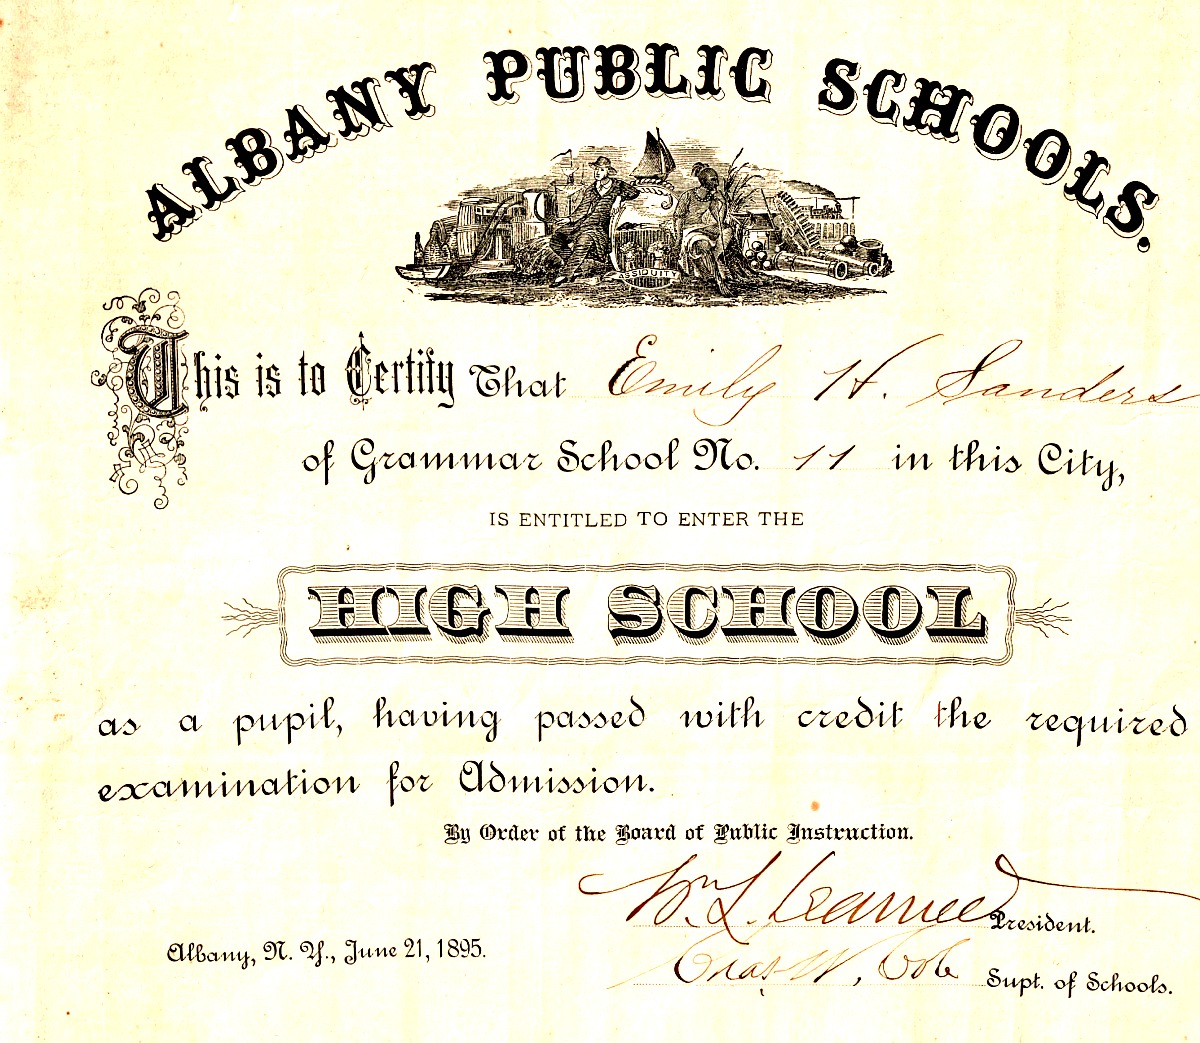 ALBANY PUBLIC SCHOOLS.
ASSIDUITY
This is to Certify That Emily H. Sanders
of Grammar School No. 11 in this City,
IS ENTITLED TO ENTER THE
HIGH SCHOOL
as a pupil, having passed with credit the required
examination for Admission.
By Order of the Board of Public Instruction.
Wm. L. Learned President.
Albany, N. Y., June 21, 1895.
Chas. W. Cole Supt. of Schools.